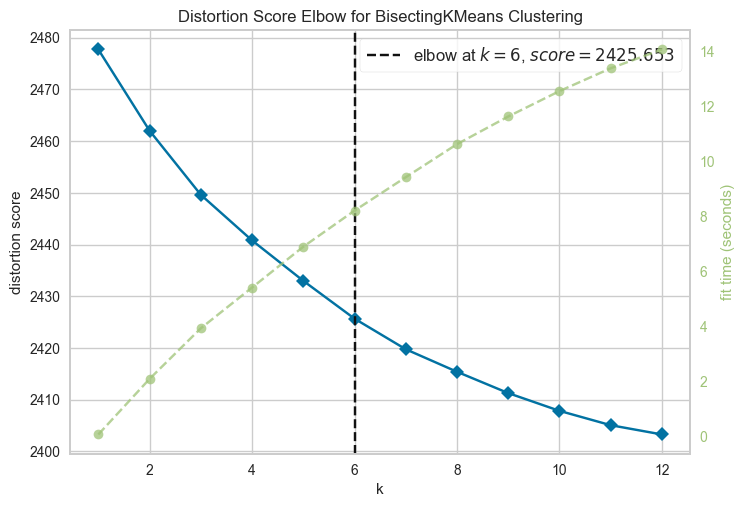 Distortion Score Elbow for BisectingKMeans Clustering
elbow at k = 6, score = 2425.653
2480
2470
2460
2450
2440
2430
2420
2410
2400
distortion score
14
12
10
8
6
4
2
0
fit time (seconds)
2 4 6 8 10 12
k